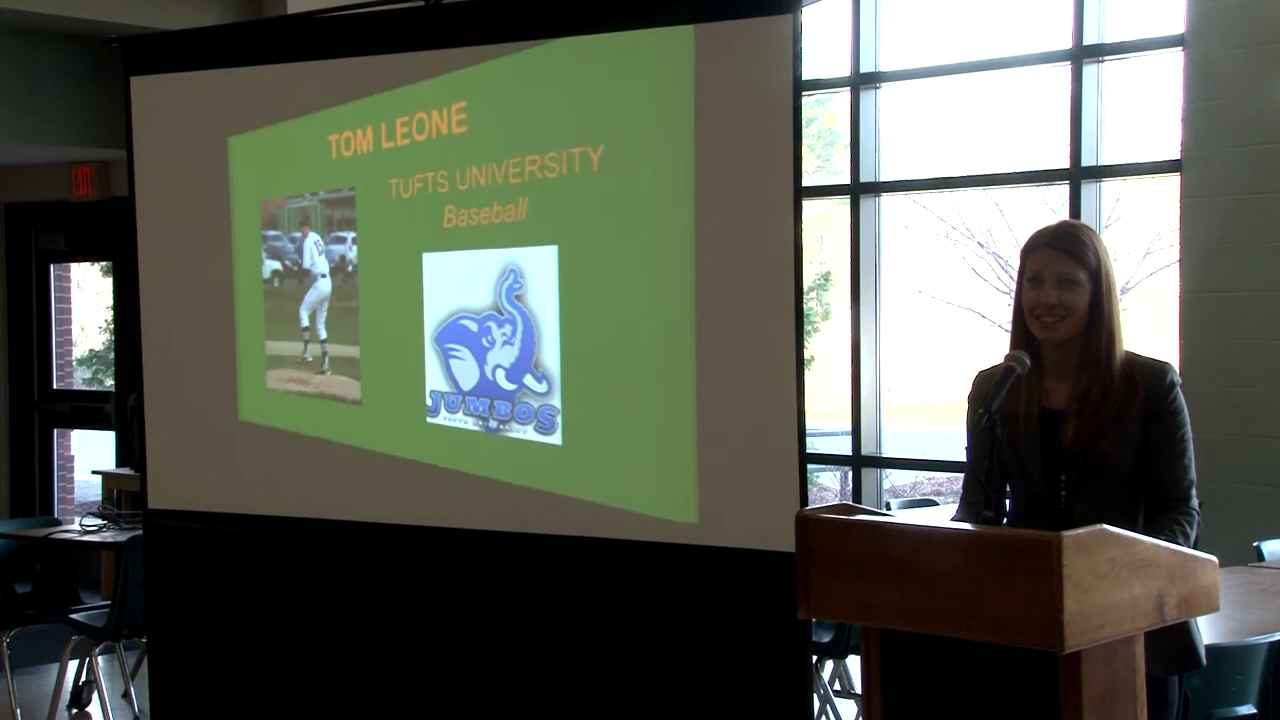 EXIT
TOM LEONE
TUFTS UNIVERSITY
Baseball
JUMBOS